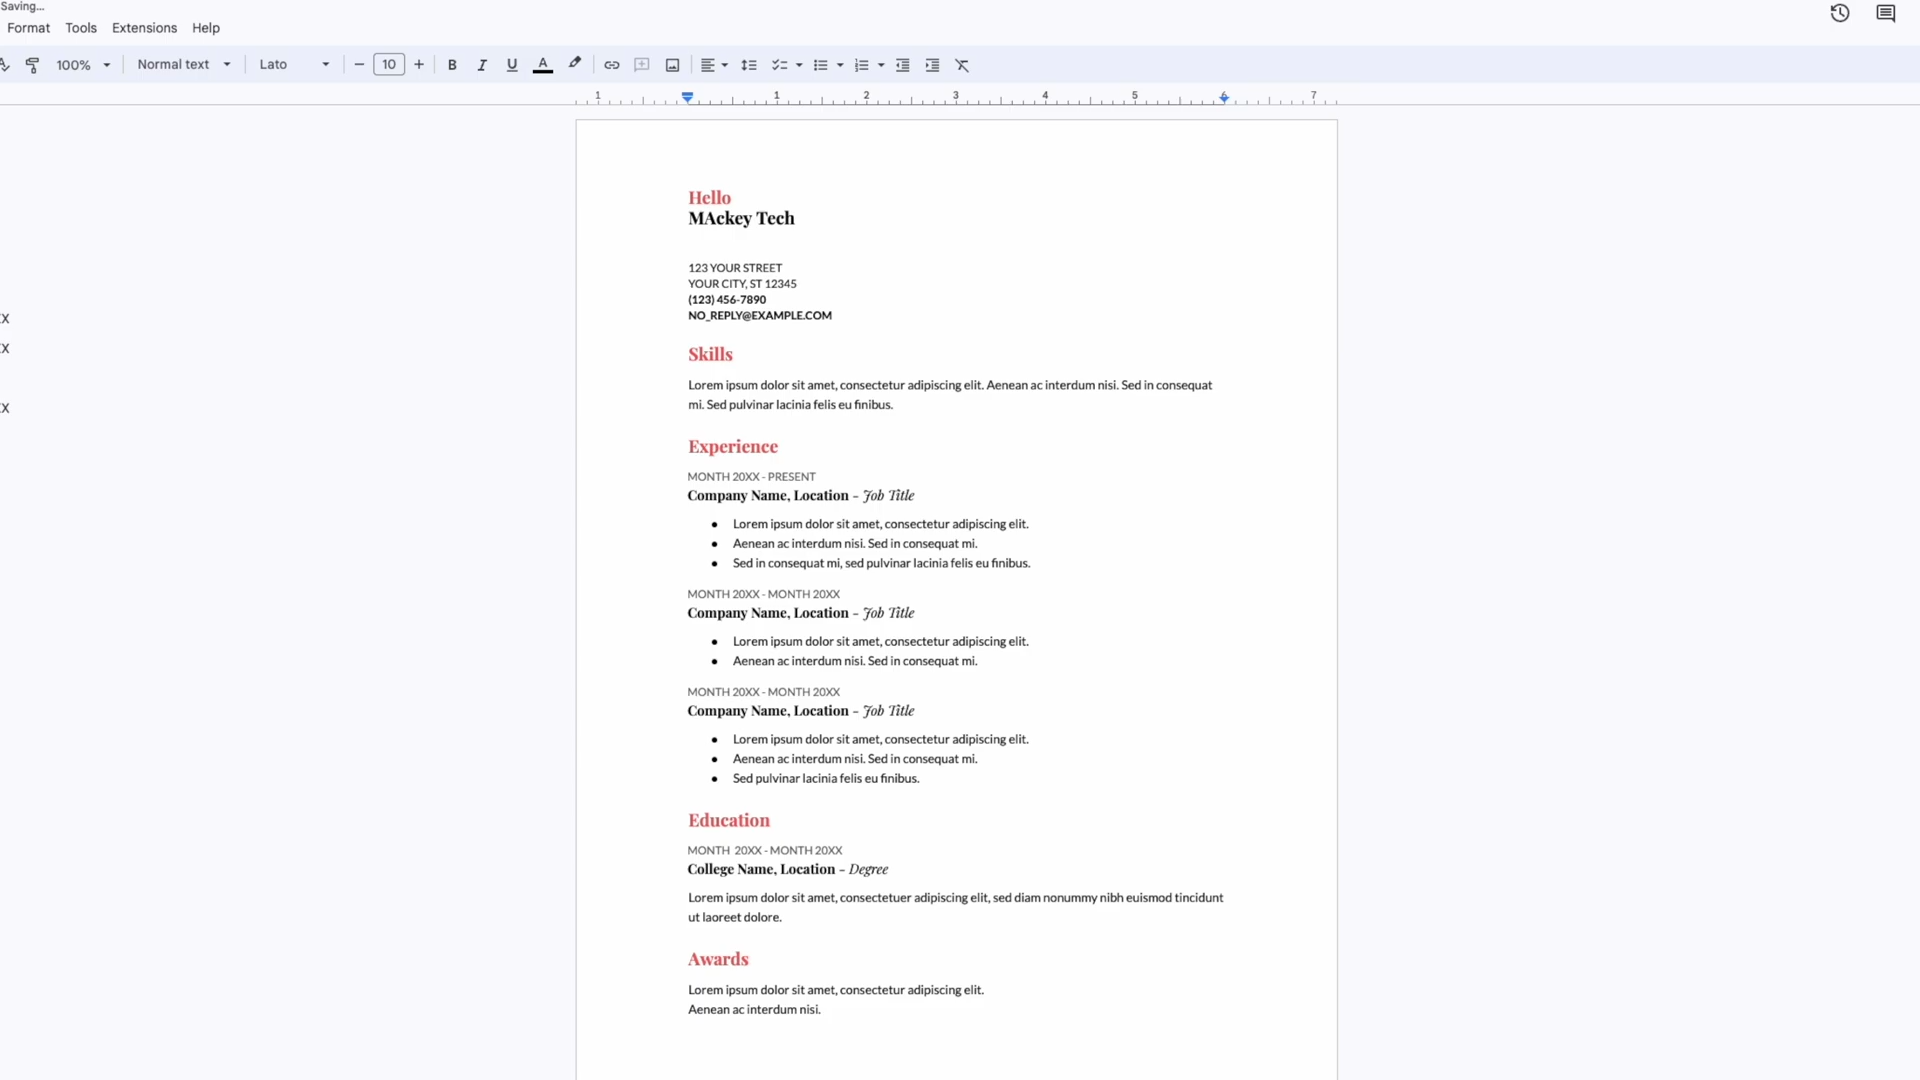 Saving...
Format Tools Extensions Help
100% Normal text Lato − 10 + B I U A
1 1 2 3 4 5 6 7
Hello
MAckey Tech
123 YOUR STREET
YOUR CITY, ST 12345
(123) 456-7890
NO_REPLY@EXAMPLE.COM
Skills
Lorem ipsum dolor sit amet, consectetur adipiscing elit. Aenean ac interdum nisi. Sed in consequat
mi. Sed pulvinar lacinia felis eu finibus.
Experience
MONTH 20XX - PRESENT
Company Name, Location - Job Title
● Lorem ipsum dolor sit amet, consectetur adipiscing elit.
● Aenean ac interdum nisi. Sed in consequat mi.
● Sed in consequat mi, sed pulvinar lacinia felis eu finibus.
MONTH 20XX - MONTH 20XX
Company Name, Location - Job Title
● Lorem ipsum dolor sit amet, consectetur adipiscing elit.
● Aenean ac interdum nisi. Sed in consequat mi.
MONTH 20XX - MONTH 20XX
Company Name, Location - Job Title
● Lorem ipsum dolor sit amet, consectetur adipiscing elit.
● Aenean ac interdum nisi. Sed in consequat mi.
● Sed pulvinar lacinia felis eu finibus.
Education
MONTH 20XX - MONTH 20XX
College Name, Location - Degree
Lorem ipsum dolor sit amet, consectetuer adipiscing elit, sed diam nonummy nibh euismod tincidunt
ut laoreet dolore.
Awards
Lorem ipsum dolor sit amet, consectetur adipiscing elit.
Aenean ac interdum nisi.